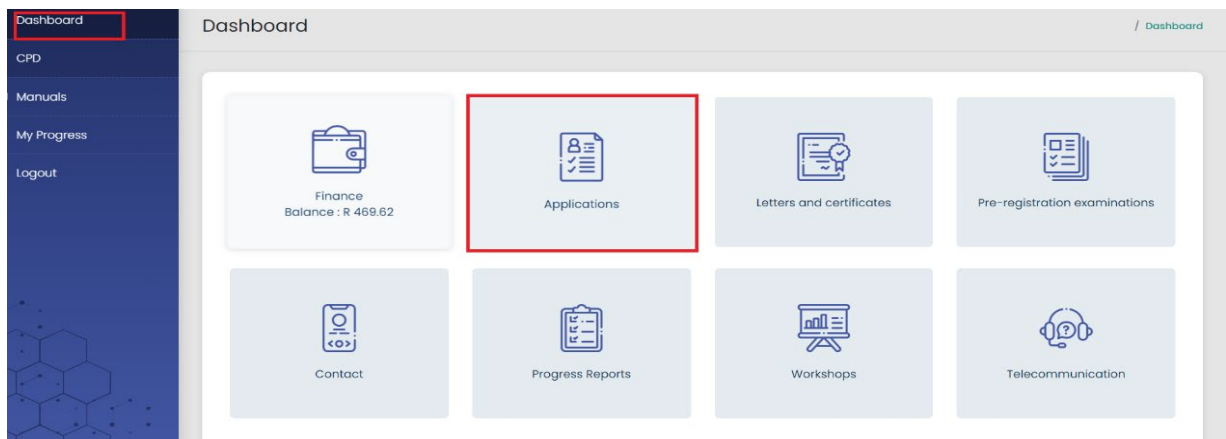 Dashboard
CPD
Manuals
My Progress
Logout
Dashboard
/ Dashboard
Finance
Balance : R 469.62
Applications
Letters and certificates
Pre-registration examinations
Contact
Progress Reports
Workshops
Telecommunication